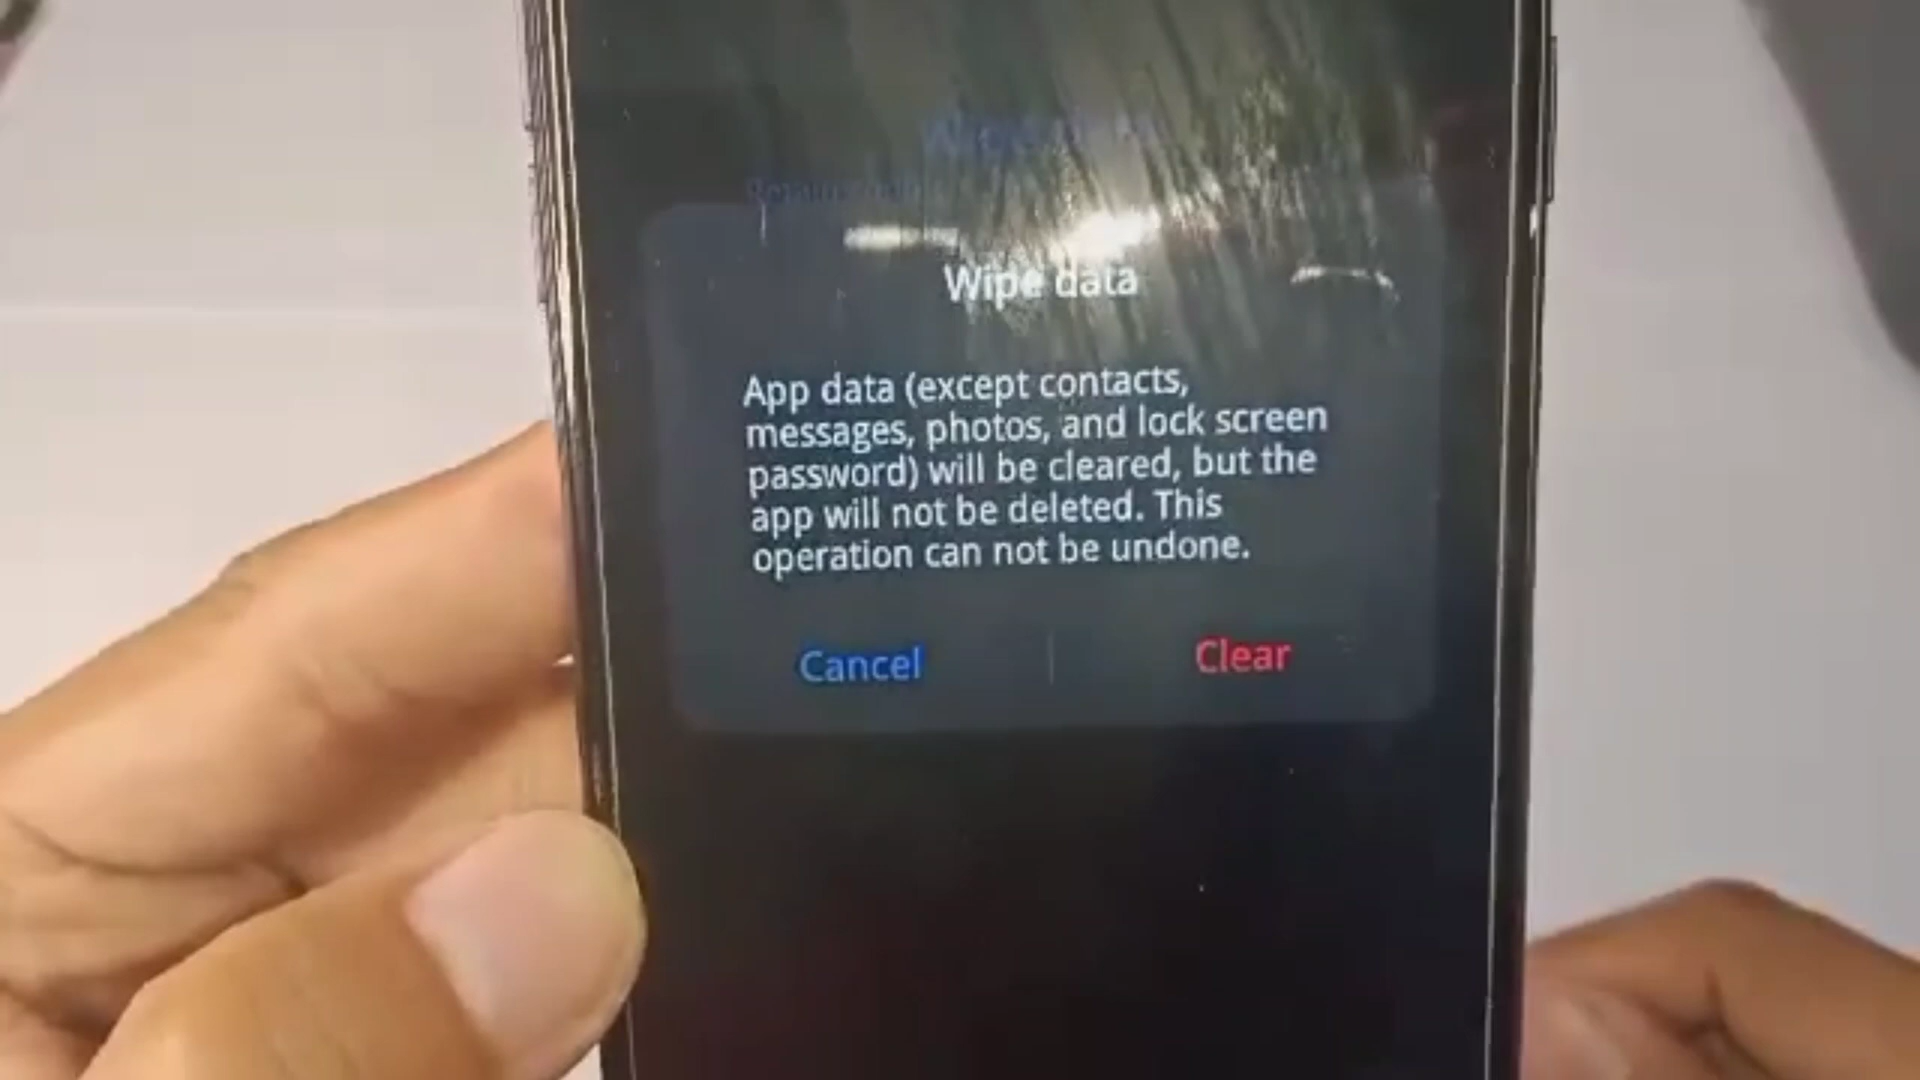 Wipe data
App data (except contacts,
messages, photos, and lock screen
password) will be cleared, but the
app will not be deleted. This
operation can not be undone.
Cancel
Clear